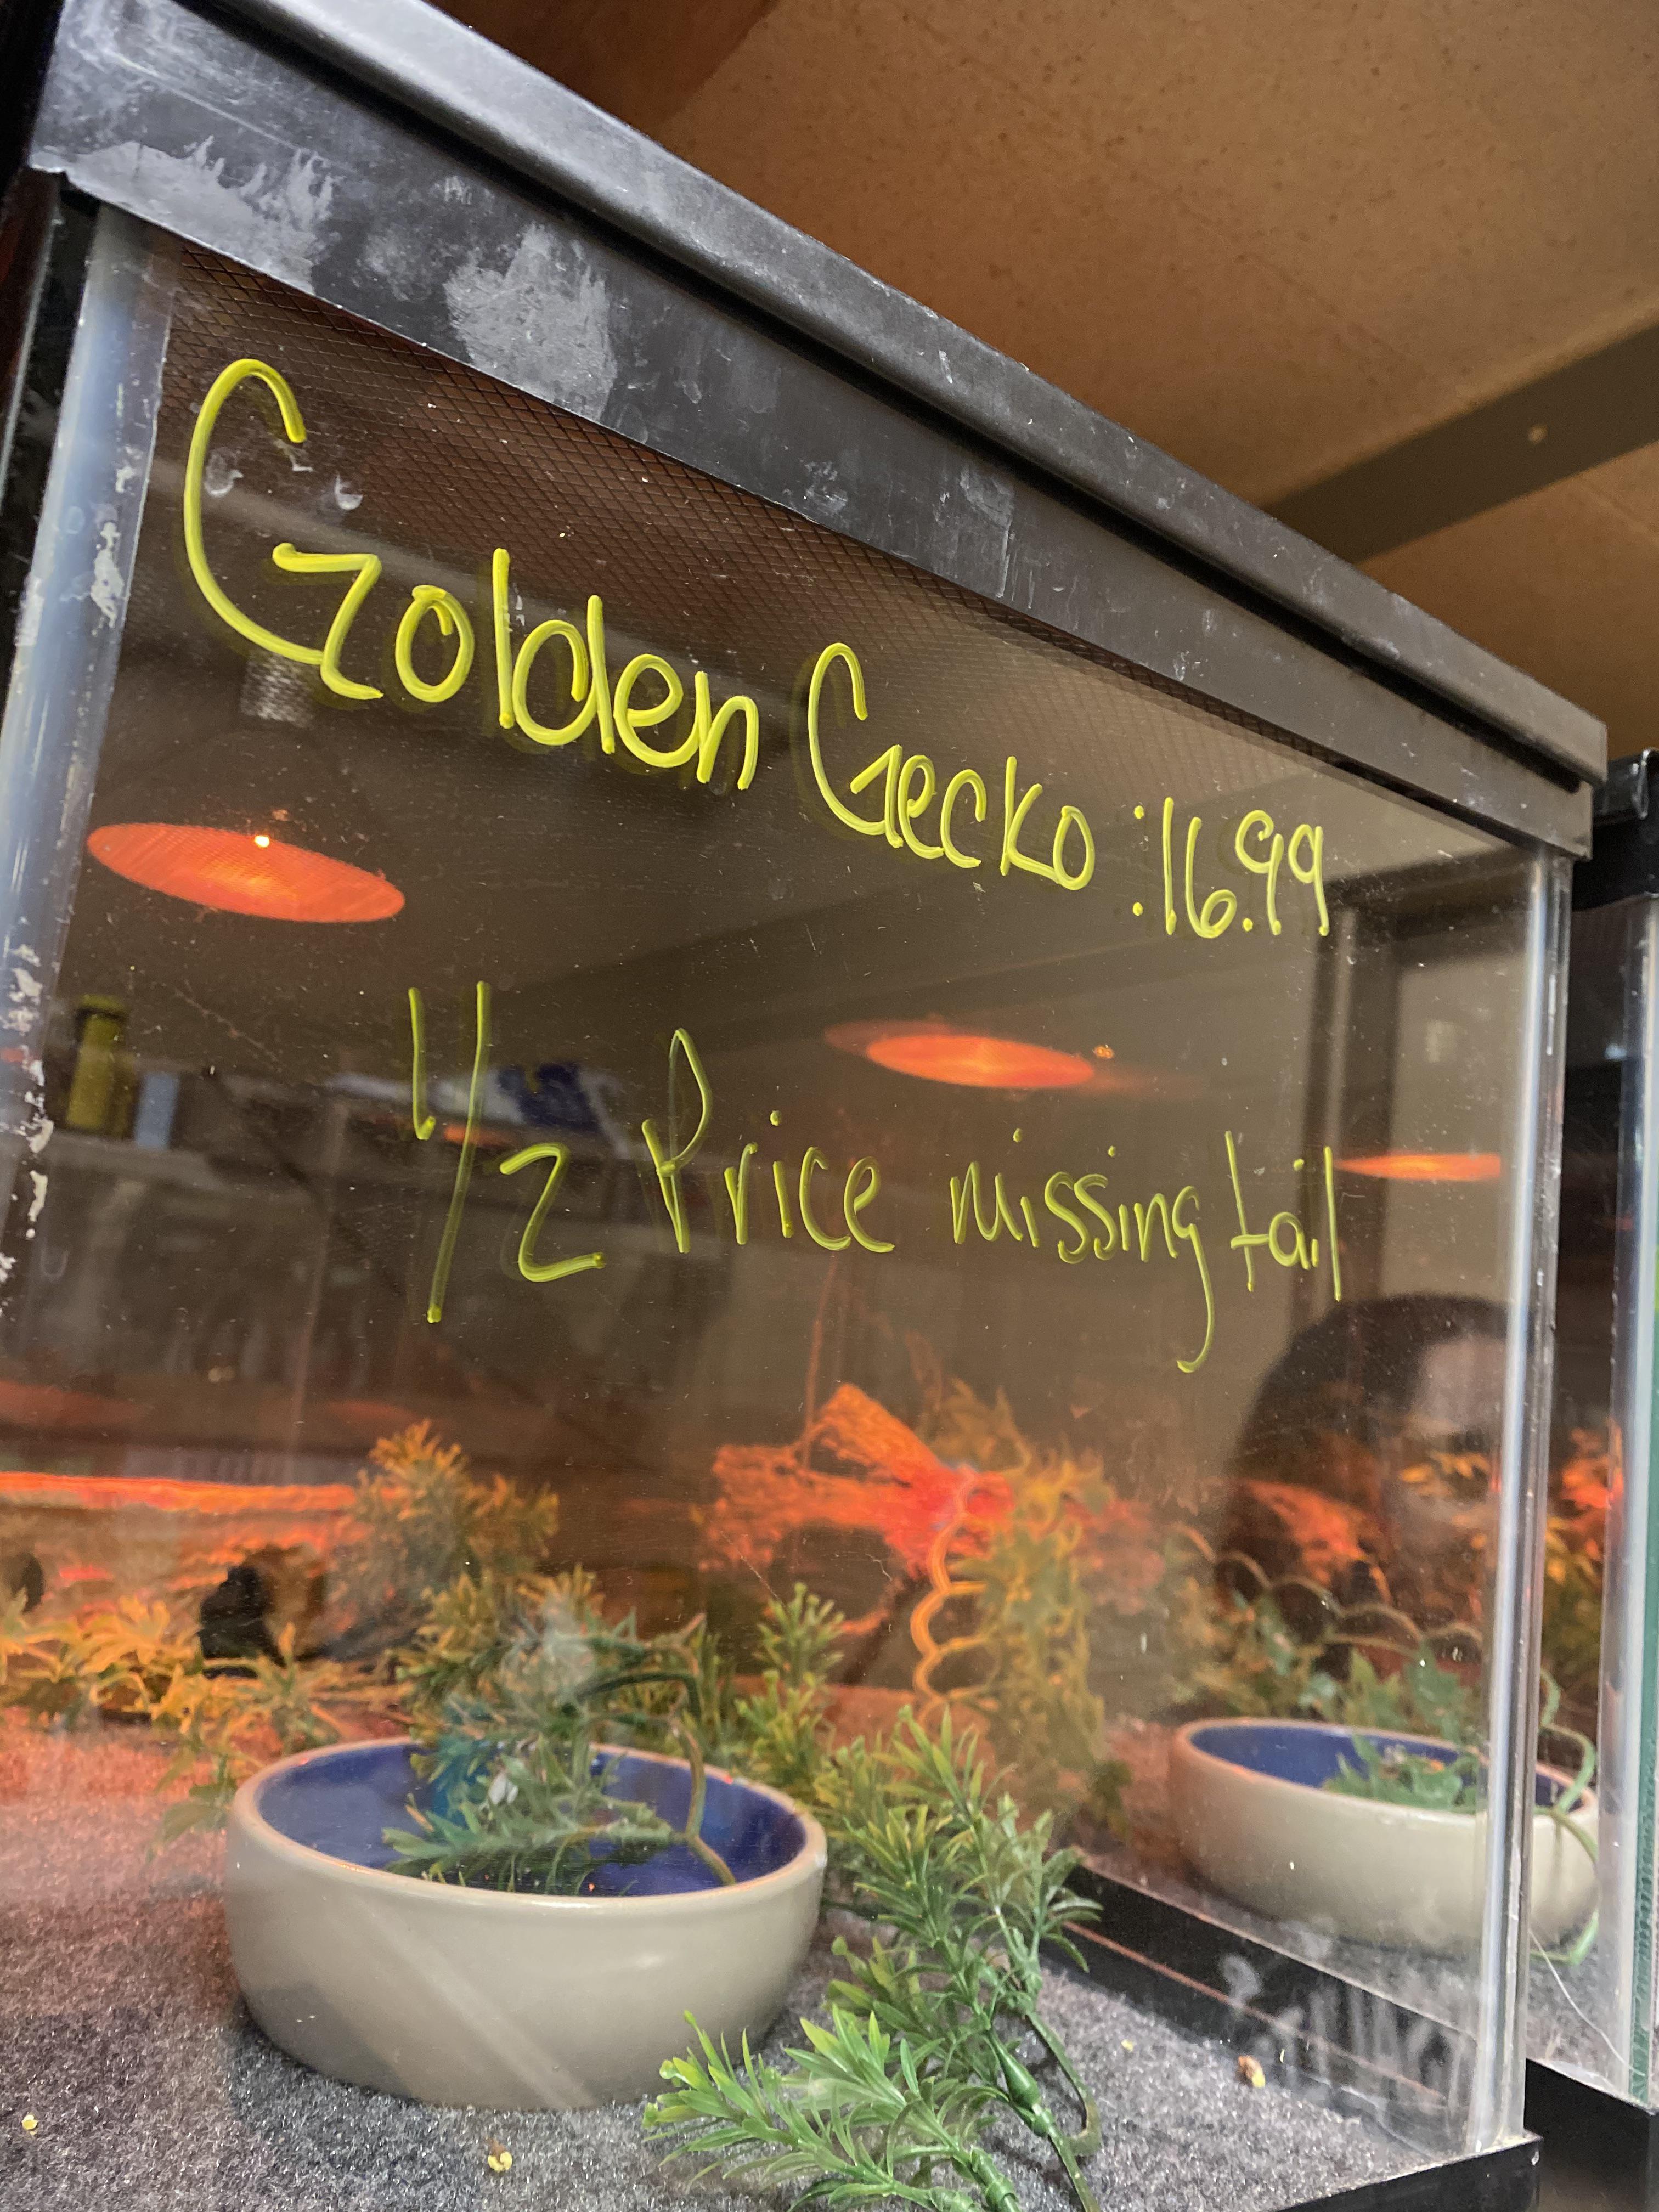 Golden Gecko :16.99
1/2 Price missing tail